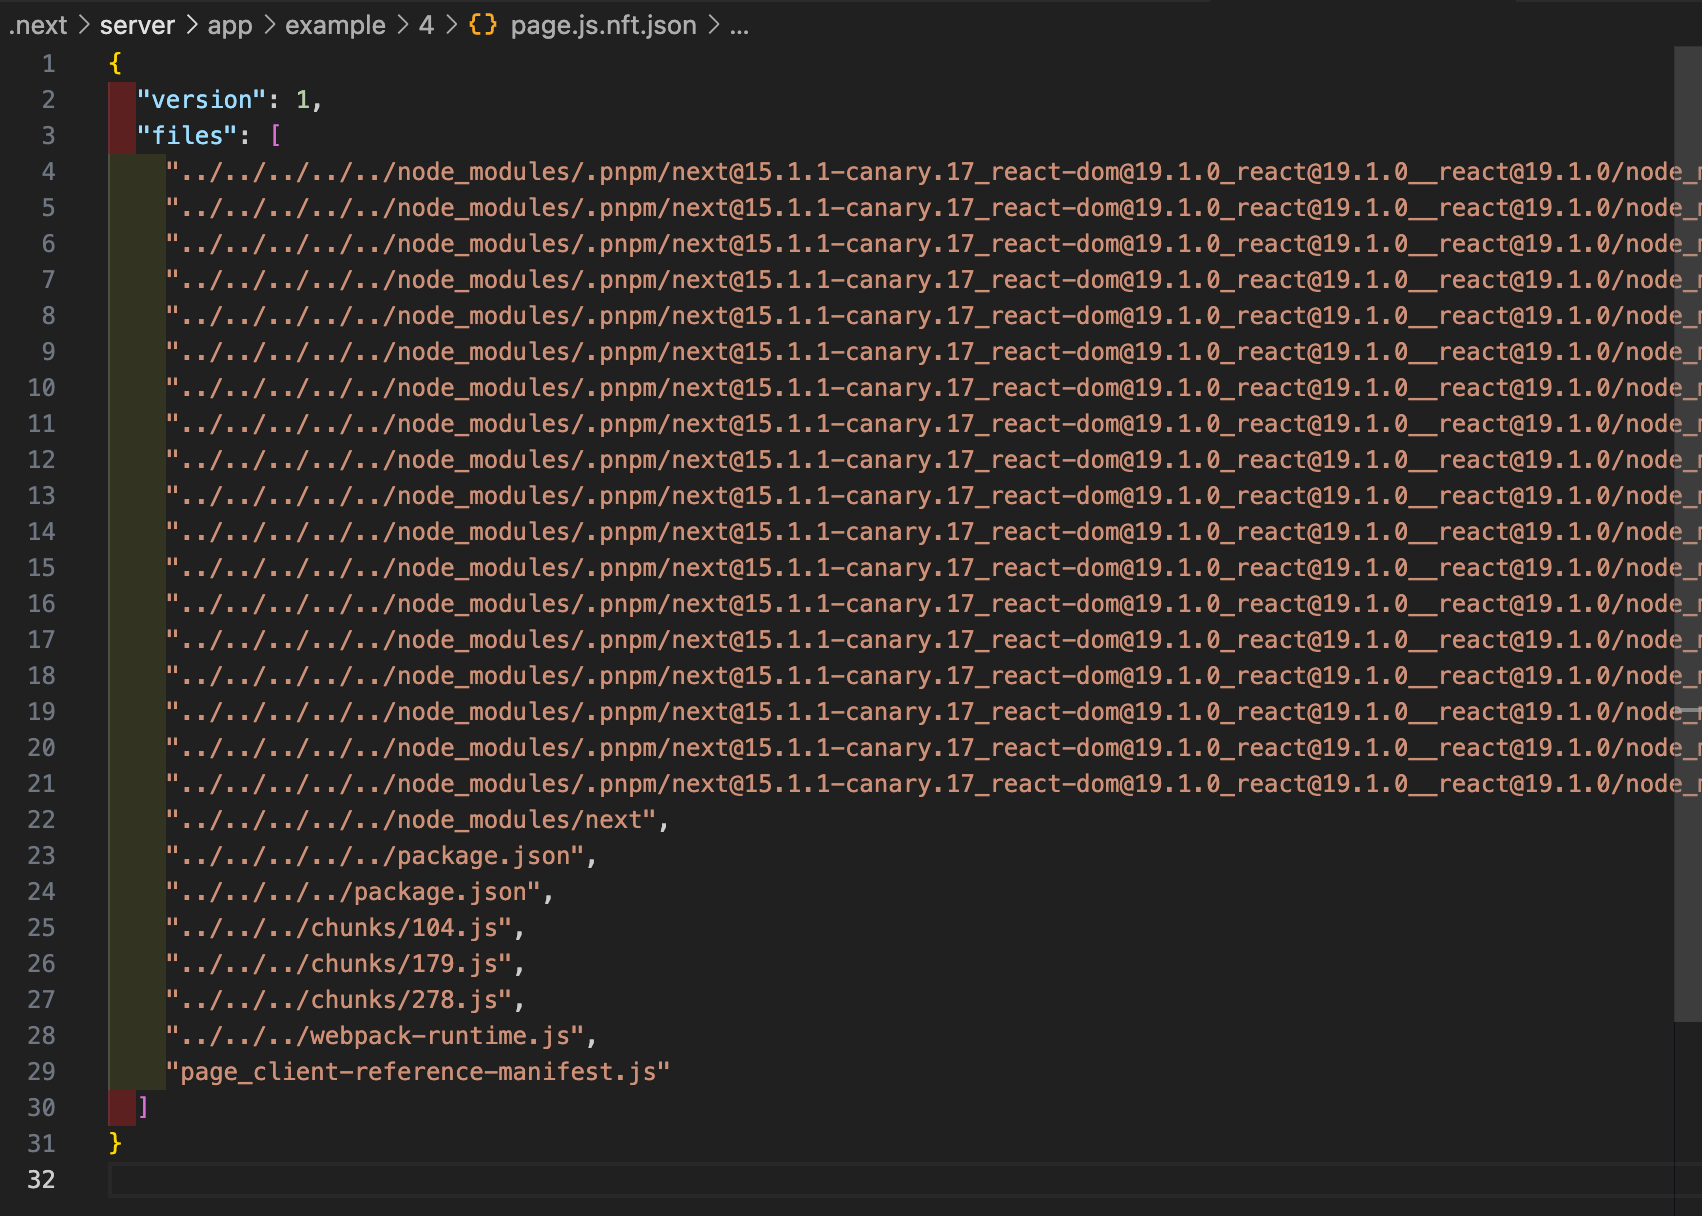 .next > server > app > example > 4 > {} page.js.nft.json > ...
1 {
2 "version": 1,
3 "files": [
4 "../../../../../node_modules/.pnpm/next@15.1.1-canary.17_react-dom@19.1.0_react@19.1.0__react@19.1.0/node_
5 "../../../../../node_modules/.pnpm/next@15.1.1-canary.17_react-dom@19.1.0_react@19.1.0__react@19.1.0/node_
6 "../../../../../node_modules/.pnpm/next@15.1.1-canary.17_react-dom@19.1.0_react@19.1.0__react@19.1.0/node_
7 "../../../../../node_modules/.pnpm/next@15.1.1-canary.17_react-dom@19.1.0_react@19.1.0__react@19.1.0/node_
8 "../../../../../node_modules/.pnpm/next@15.1.1-canary.17_react-dom@19.1.0_react@19.1.0__react@19.1.0/node_
9 "../../../../../node_modules/.pnpm/next@15.1.1-canary.17_react-dom@19.1.0_react@19.1.0__react@19.1.0/node_
10 "../../../../../node_modules/.pnpm/next@15.1.1-canary.17_react-dom@19.1.0_react@19.1.0__react@19.1.0/node_
11 "../../../../../node_modules/.pnpm/next@15.1.1-canary.17_react-dom@19.1.0_react@19.1.0__react@19.1.0/node_
12 "../../../../../node_modules/.pnpm/next@15.1.1-canary.17_react-dom@19.1.0_react@19.1.0__react@19.1.0/node_
13 "../../../../../node_modules/.pnpm/next@15.1.1-canary.17_react-dom@19.1.0_react@19.1.0__react@19.1.0/node_
14 "../../../../../node_modules/.pnpm/next@15.1.1-canary.17_react-dom@19.1.0_react@19.1.0__react@19.1.0/node_
15 "../../../../../node_modules/.pnpm/next@15.1.1-canary.17_react-dom@19.1.0_react@19.1.0__react@19.1.0/node_
16 "../../../../../node_modules/.pnpm/next@15.1.1-canary.17_react-dom@19.1.0_react@19.1.0__react@19.1.0/node_
17 "../../../../../node_modules/.pnpm/next@15.1.1-canary.17_react-dom@19.1.0_react@19.1.0__react@19.1.0/node_
18 "../../../../../node_modules/.pnpm/next@15.1.1-canary.17_react-dom@19.1.0_react@19.1.0__react@19.1.0/node_
19 "../../../../../node_modules/.pnpm/next@15.1.1-canary.17_react-dom@19.1.0_react@19.1.0__react@19.1.0/node_
20 "../../../../../node_modules/.pnpm/next@15.1.1-canary.17_react-dom@19.1.0_react@19.1.0__react@19.1.0/node_
21 "../../../../../node_modules/.pnpm/next@15.1.1-canary.17_react-dom@19.1.0_react@19.1.0__react@19.1.0/node_
22 "../../../../../node_modules/next",
23 "../../../../../package.json",
24 "../../../../package.json",
25 "../../../chunks/104.js",
26 "../../../chunks/179.js",
27 "../../../chunks/278.js",
28 "../../../webpack-runtime.js",
29 "page_client-reference-manifest.js"
30 ]
31 }
32